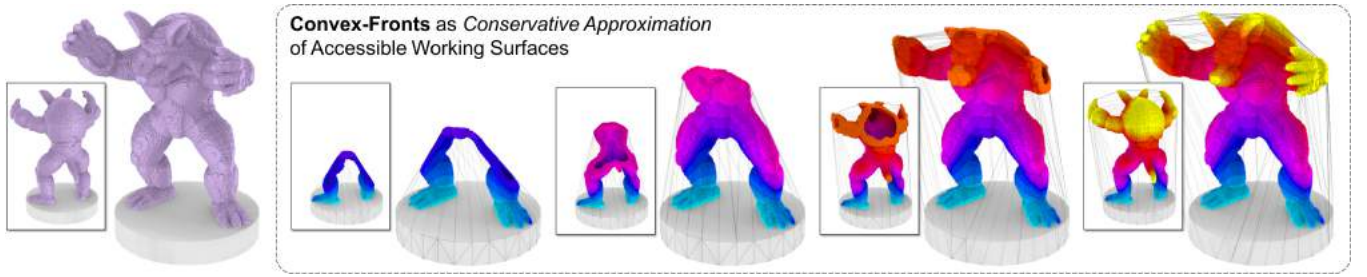 Convex-Fronts as Conservative Approximation
of Accessible Working Surfaces